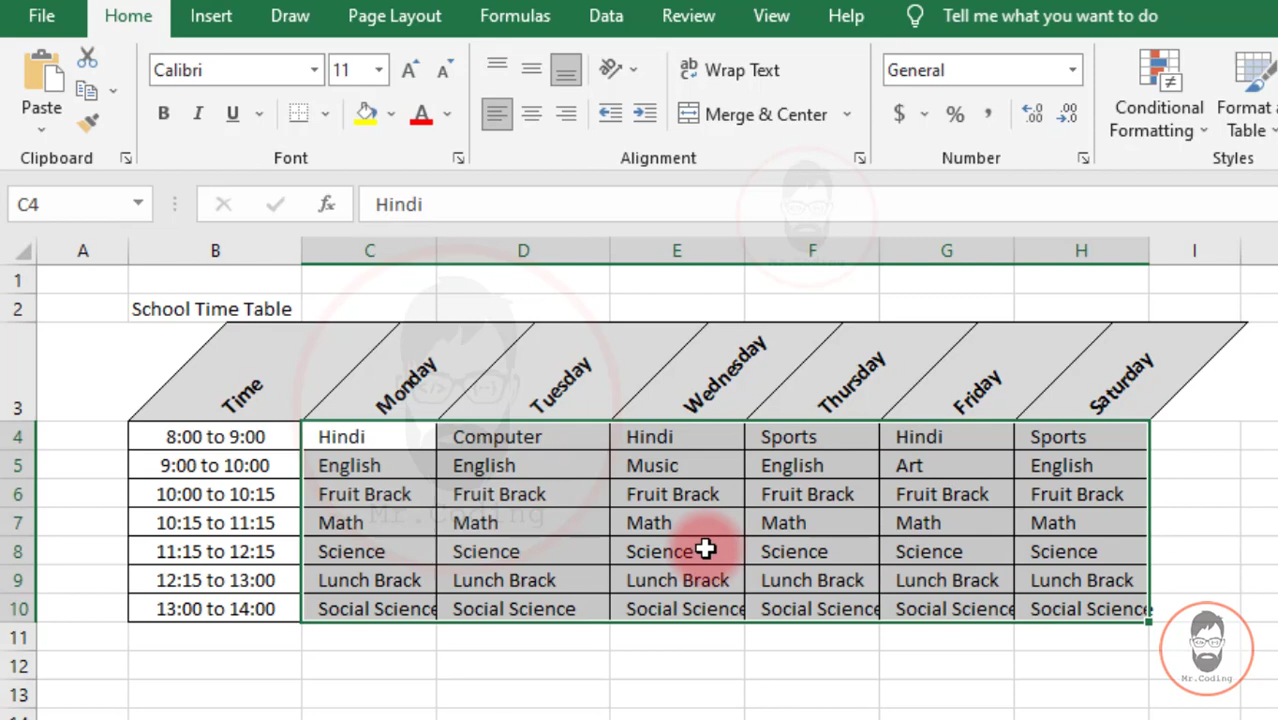 File Home Insert Draw Page Layout Formulas Data Review View Help Tell me what you want to do
Calibri 11 ab Wrap Text General
Paste B I U A Merge & Center $ % , Conditional Formatting Format a Table
Clipboard Font Alignment Number Styles
C4 fx Hindi
A B C D E F G H I
1
2 School Time Table
3 Time Monday Tuesday Wednesday Thursday Friday Saturday
4 8:00 to 9:00 Hindi Computer Hindi Sports Hindi Sports
5 9:00 to 10:00 English English Music English Art English
6 10:00 to 10:15 Fruit Brack Fruit Brack Fruit Brack Fruit Brack Fruit Brack Fruit Brack
7 10:15 to 11:15 Math Math Math Math Math Math
8 11:15 to 12:15 Science Science Science Science Science Science
9 12:15 to 13:00 Lunch Brack Lunch Brack Lunch Brack Lunch Brack Lunch Brack Lunch Brack
10 13:00 to 14:00 Social Science Social Science Social Science Social Science Social Science Social Science
11
12
13
Mr.Coding
Mr.Coding